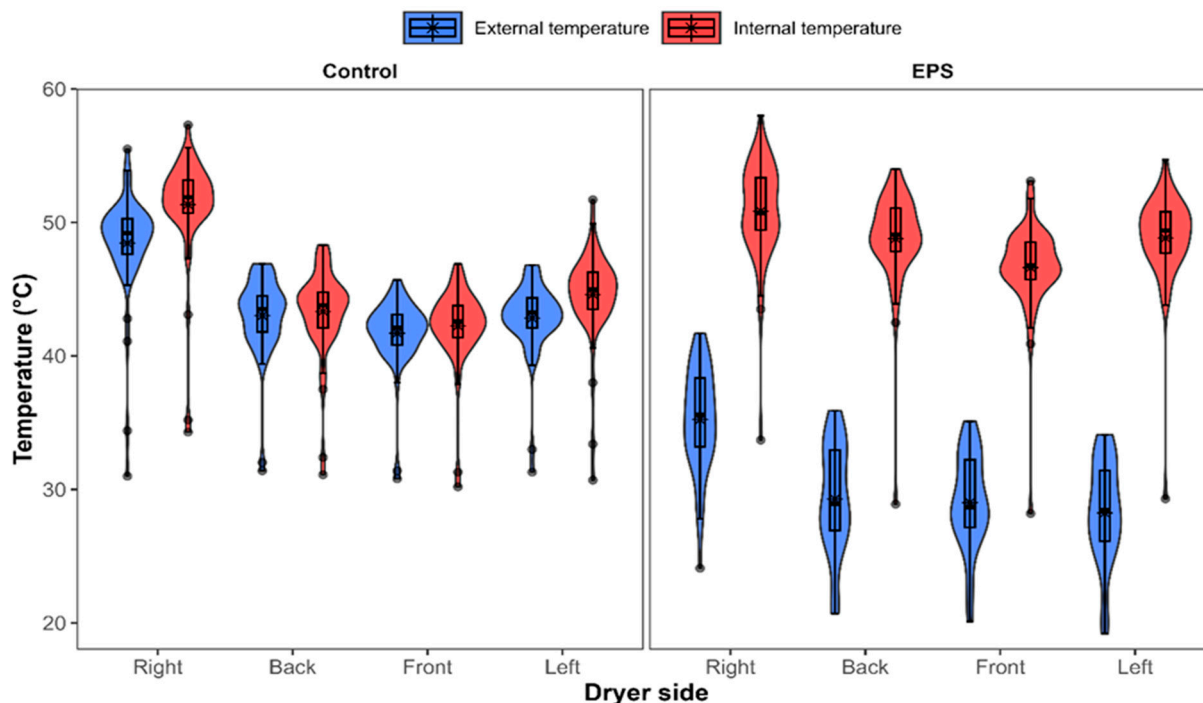 External temperature Internal temperature
Control EPS
Temperature (°C)
60
50
40
30
20
Right Back Front Left Right Back Front Left
Dryer side